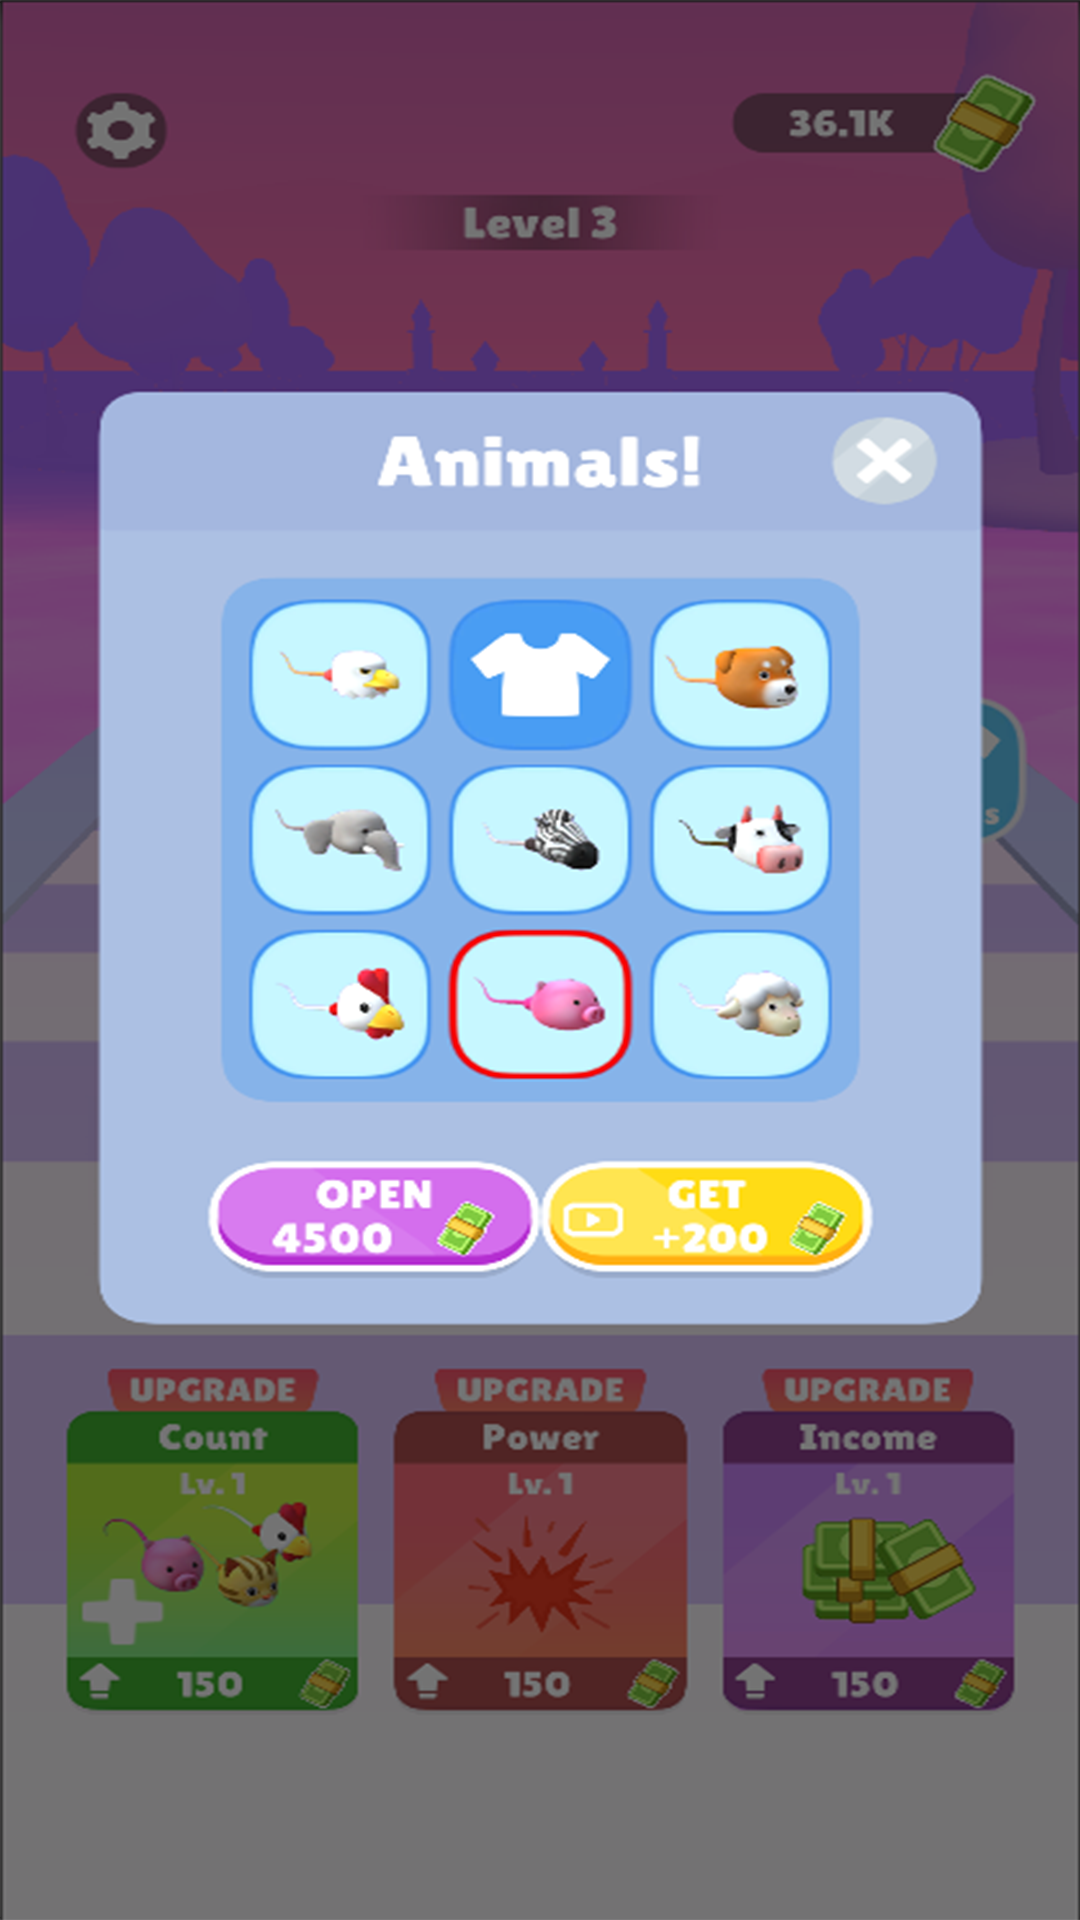 36.1K
Level 3
Animals!
s
OPEN
4500
GET
+200
UPGRADE
UPGRADE
UPGRADE
Count
Power
Income
Lv. 1
Lv. 1
Lv. 1
150
150
150